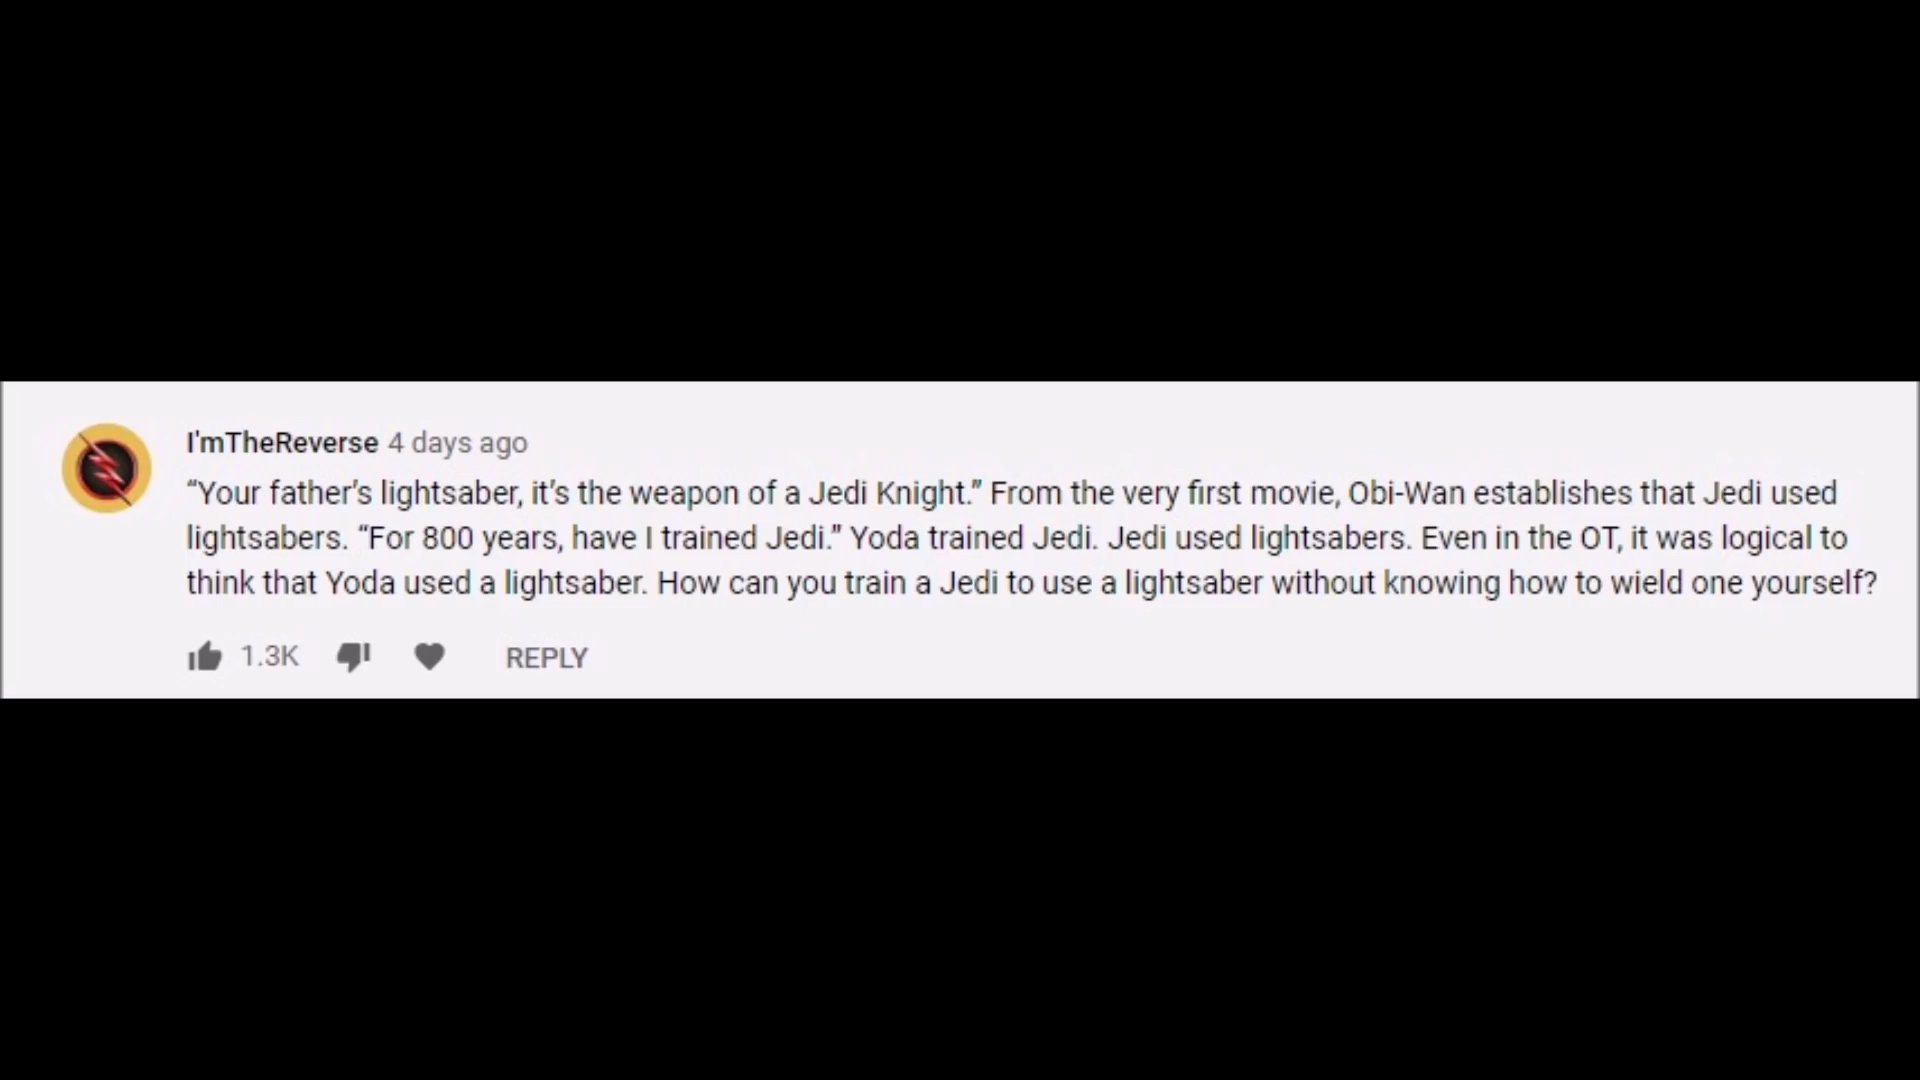 I'mTheReverse 4 days ago
“Your father’s lightsaber, it’s the weapon of a Jedi Knight.” From the very first movie, Obi-Wan establishes that Jedi used
lightsabers. “For 800 years, have I trained Jedi.” Yoda trained Jedi. Jedi used lightsabers. Even in the OT, it was logical to
think that Yoda used a lightsaber. How can you train a Jedi to use a lightsaber without knowing how to wield one yourself?
1.3K REPLY